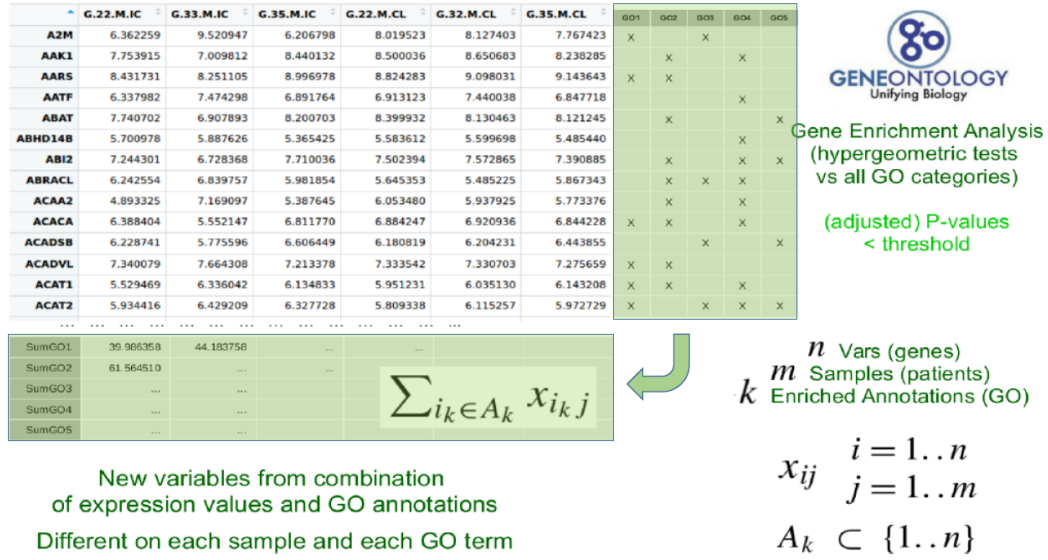 G.22.M.IC G.33.M.IC G.35.M.IC G.22.M.CL G.32.M.CL G.35.M.CL GO1 GO2 GO3 GO4 GO5
A2M 6.362259 9.520947 6.206798 8.019523 8.127403 7.767423 X X
AAK1 7.753915 7.009812 8.440132 8.500036 8.650683 8.238285 X X
AARS 8.431731 8.251105 8.996978 8.824283 9.098031 9.143643 X X
AATF 6.337982 7.474298 6.891764 6.913123 7.440038 6.847718 X
ABAT 7.740702 6.907893 8.200703 8.399932 8.130463 8.121245 X X
ABHD14B 5.700978 5.887626 5.365425 5.583612 5.599698 5.485440 X
ABI2 7.244301 6.728368 7.710036 7.502394 7.572865 7.390885 X X X
ABRACL 6.242554 6.839757 5.981854 5.645353 5.485225 5.867343 X X X
ACAA2 4.893325 7.169097 5.387645 6.053480 5.937925 5.773376 X X
ACACA 6.388404 5.552147 6.811770 6.884247 6.920936 6.844228 X X X
ACADSB 6.228741 5.775596 6.606449 6.180819 6.204231 6.443855 X X
ACADVL 7.340079 7.664308 7.213378 7.333542 7.330703 7.275659 X X
ACAT1 5.529469 6.336042 6.134833 5.951231 6.035130 6.143208 X X X
ACAT2 5.934416 6.429209 6.327728 5.809338 6.115257 5.972729 X X X X
... ... ... ... ... ... ... ... ... ... ... ... ... ...
GENEONTOLOGY
Unifying Biology
Gene Enrichment Analysis
(hypergeometric tests
vs all GO categories)
(adjusted) P-values
< threshold
SumGO1 39.986358 44.183758 ... ...
SumGO2 61.564510 ... ...
SumGO3 ... ...
SumGO4 ... ...
SumGO5 ... ...
∑_{i_k∈A_k} x_{i_k j}
n Vars (genes)
m Samples (patients)
k Enriched Annotations (GO)
x_{ij} i = 1..n
j = 1..m
A_k ⊂ {1..n}
New variables from combination
of expression values and GO annotations
Different on each sample and each GO term